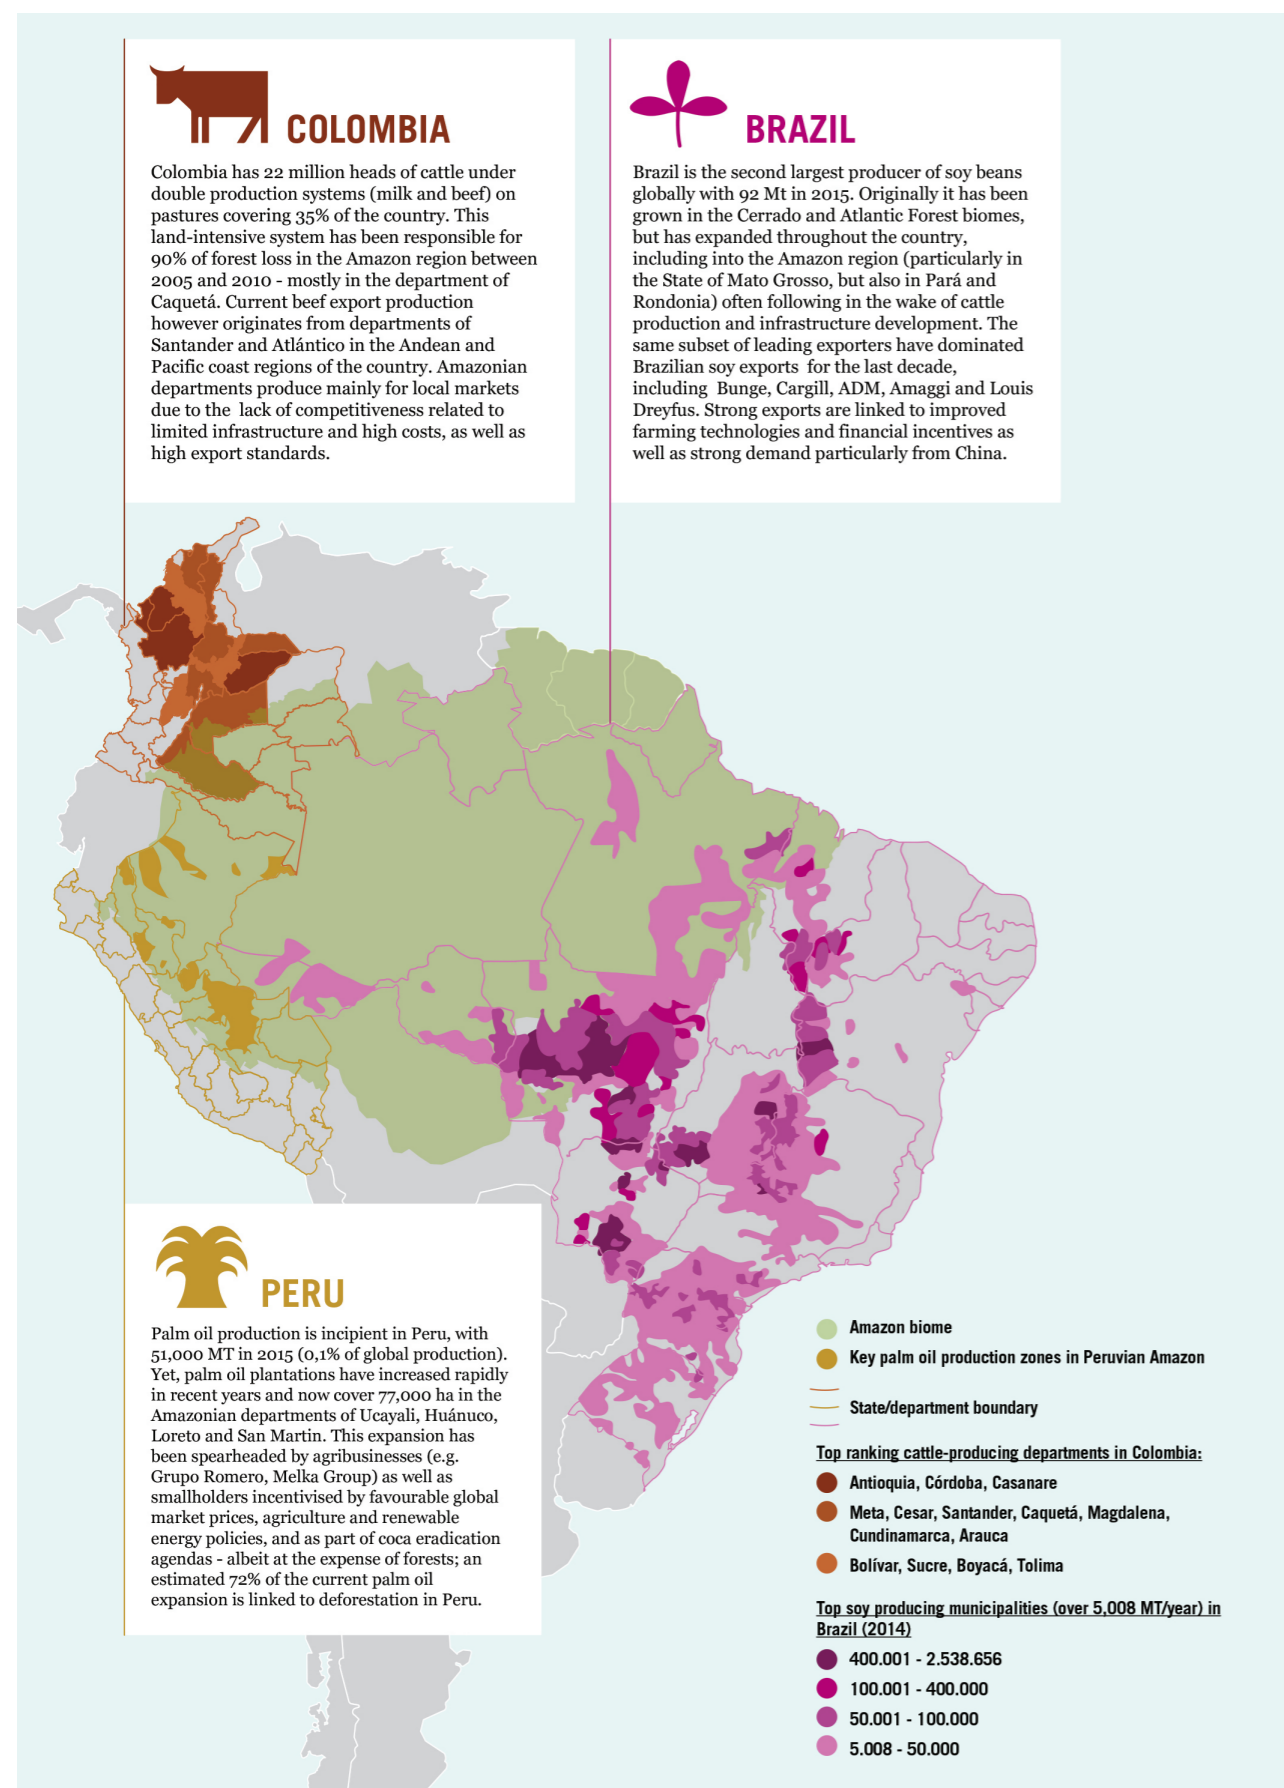 COLOMBIA
Colombia has 22 million heads of cattle under
double production systems (milk and beef) on
pastures covering 35% of the country. This
land-intensive system has been responsible for
90% of forest loss in the Amazon region between
2005 and 2010 - mostly in the department of
Caquetá. Current beef export production
however originates from departments of
Santander and Atlántico in the Andean and
Pacific coast regions of the country. Amazonian
departments produce mainly for local markets
due to the lack of competitiveness related to
limited infrastructure and high costs, as well as
high export standards.
BRAZIL
Brazil is the second largest producer of soy beans
globally with 92 Mt in 2015. Originally it has been
grown in the Cerrado and Atlantic Forest biomes,
but has expanded throughout the country,
including into the Amazon region (particularly in
the State of Mato Grosso, but also in Pará and
Rondonia) often following in the wake of cattle
production and infrastructure development. The
same subset of leading exporters have dominated
Brazilian soy exports for the last decade,
including Bunge, Cargill, ADM, Amaggi and Louis
Dreyfus. Strong exports are linked to improved
farming technologies and financial incentives as
well as strong demand particularly from China.
PERU
Palm oil production is incipient in Peru, with
51,000 MT in 2015 (0,1% of global production).
Yet, palm oil plantations have increased rapidly
in recent years and now cover 77,000 ha in the
Amazonian departments of Ucayali, Huánuco,
Loreto and San Martin. This expansion has
been spearheaded by agribusinesses (e.g.
Grupo Romero, Melka Group) as well as
smallholders incentivised by favourable global
market prices, agriculture and renewable
energy policies, and as part of coca eradication
agendas - albeit at the expense of forests; an
estimated 72% of the current palm oil
expansion is linked to deforestation in Peru.
Amazon biome
Key palm oil production zones in Peruvian Amazon
State/department boundary
Top ranking cattle-producing departments in Colombia:
Antioquia, Córdoba, Casanare
Meta, Cesar, Santander, Caquetá, Magdalena,
Cundinamarca, Arauca
Bolívar, Sucre, Boyacá, Tolima
Top soy producing municipalities (over 5,008 MT/year) in
Brazil (2014)
400.001 - 2.538.656
100.001 - 400.000
50.001 - 100.000
5.008 - 50.000